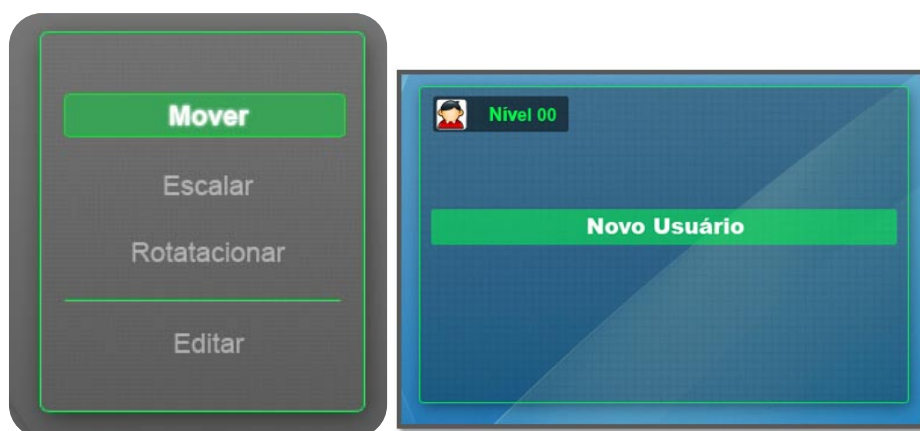 Mover
Escalar
Rotatacionar
Editar
Nível 00
Novo Usuário